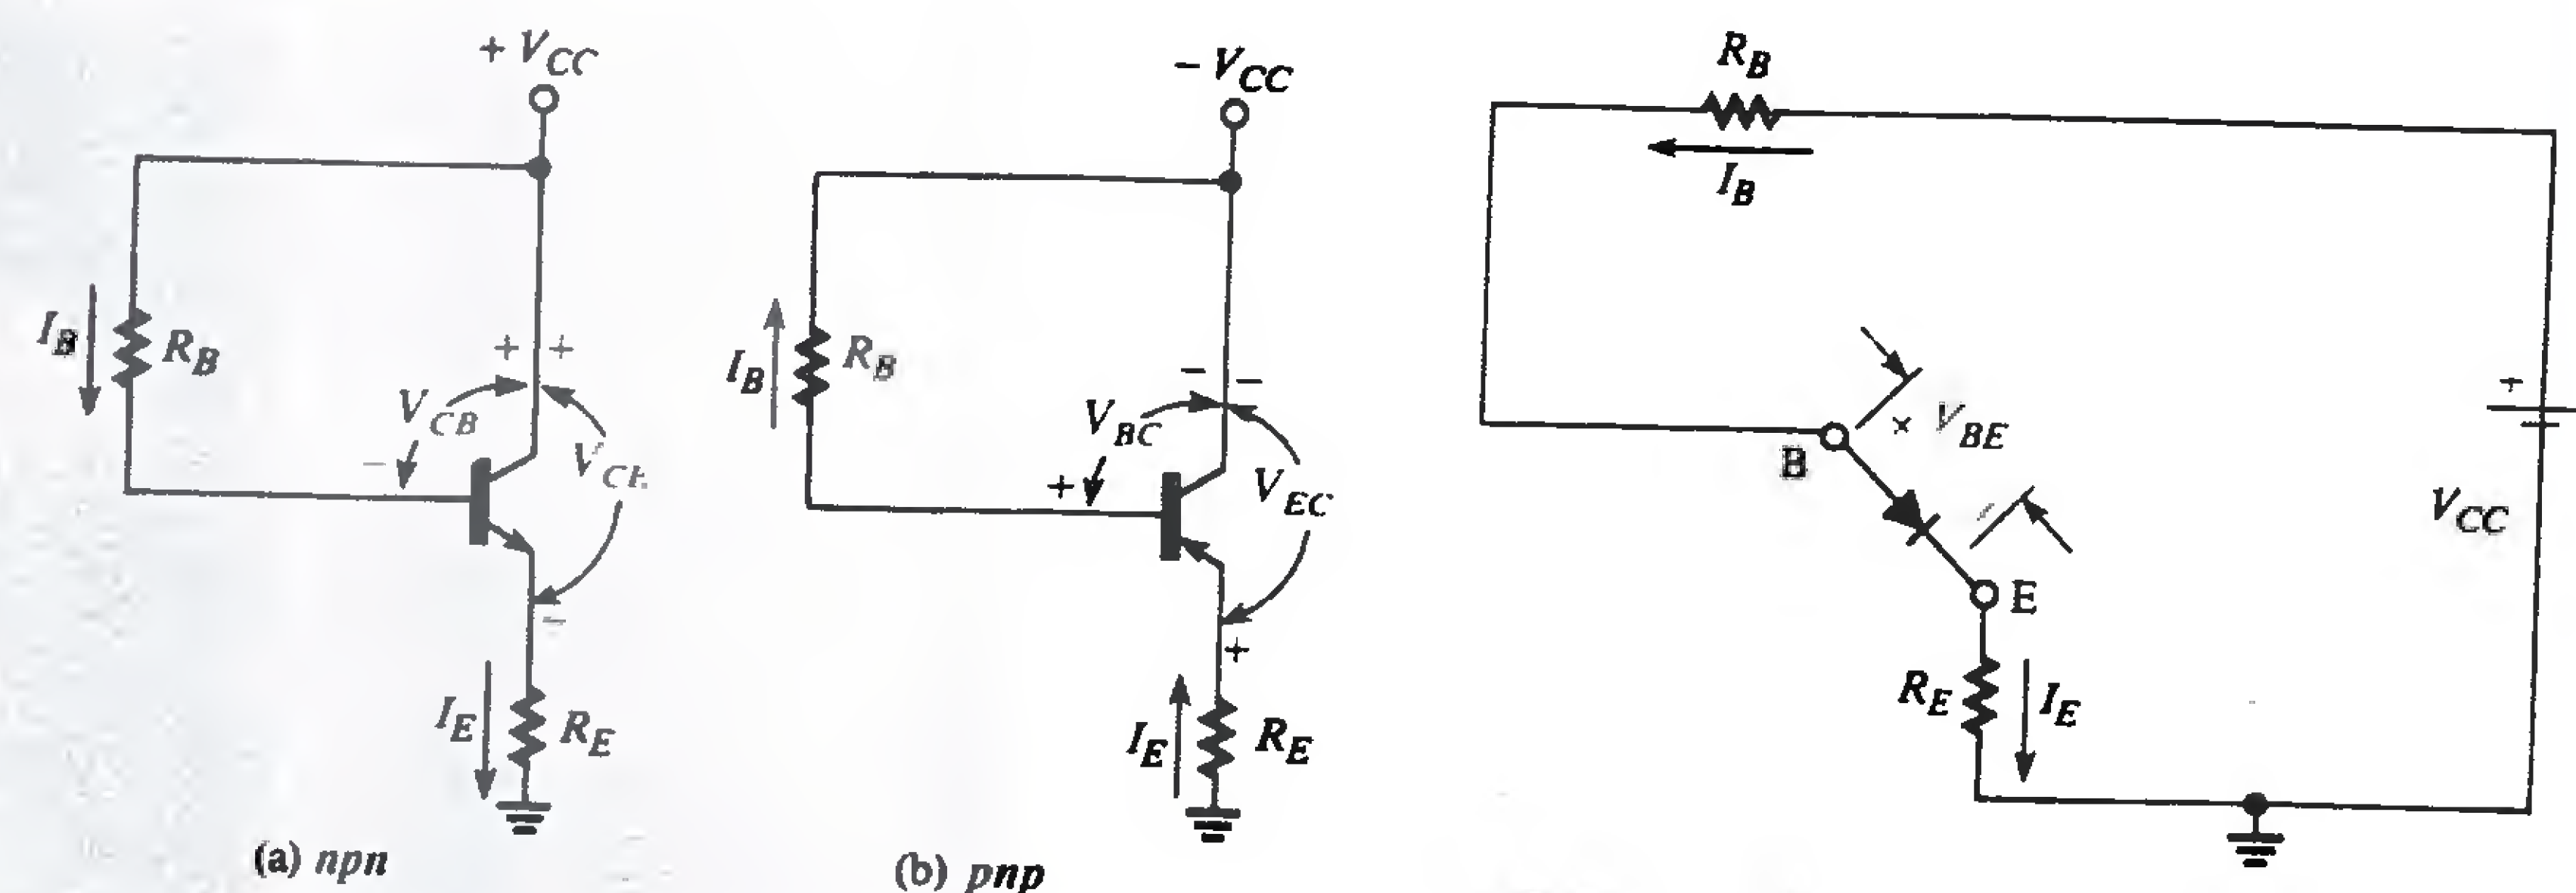 + V_CC
I_B
R_B
+ +
V_CB
−
−
I_E
R_E
(a) npn
− V_CC
I_B
R_B
− −
V_BC
+
V_EC
+
I_E
R_E
(b) pnp
R_B
I_B
V_BE
B
E
R_E
I_E
+
V_CC